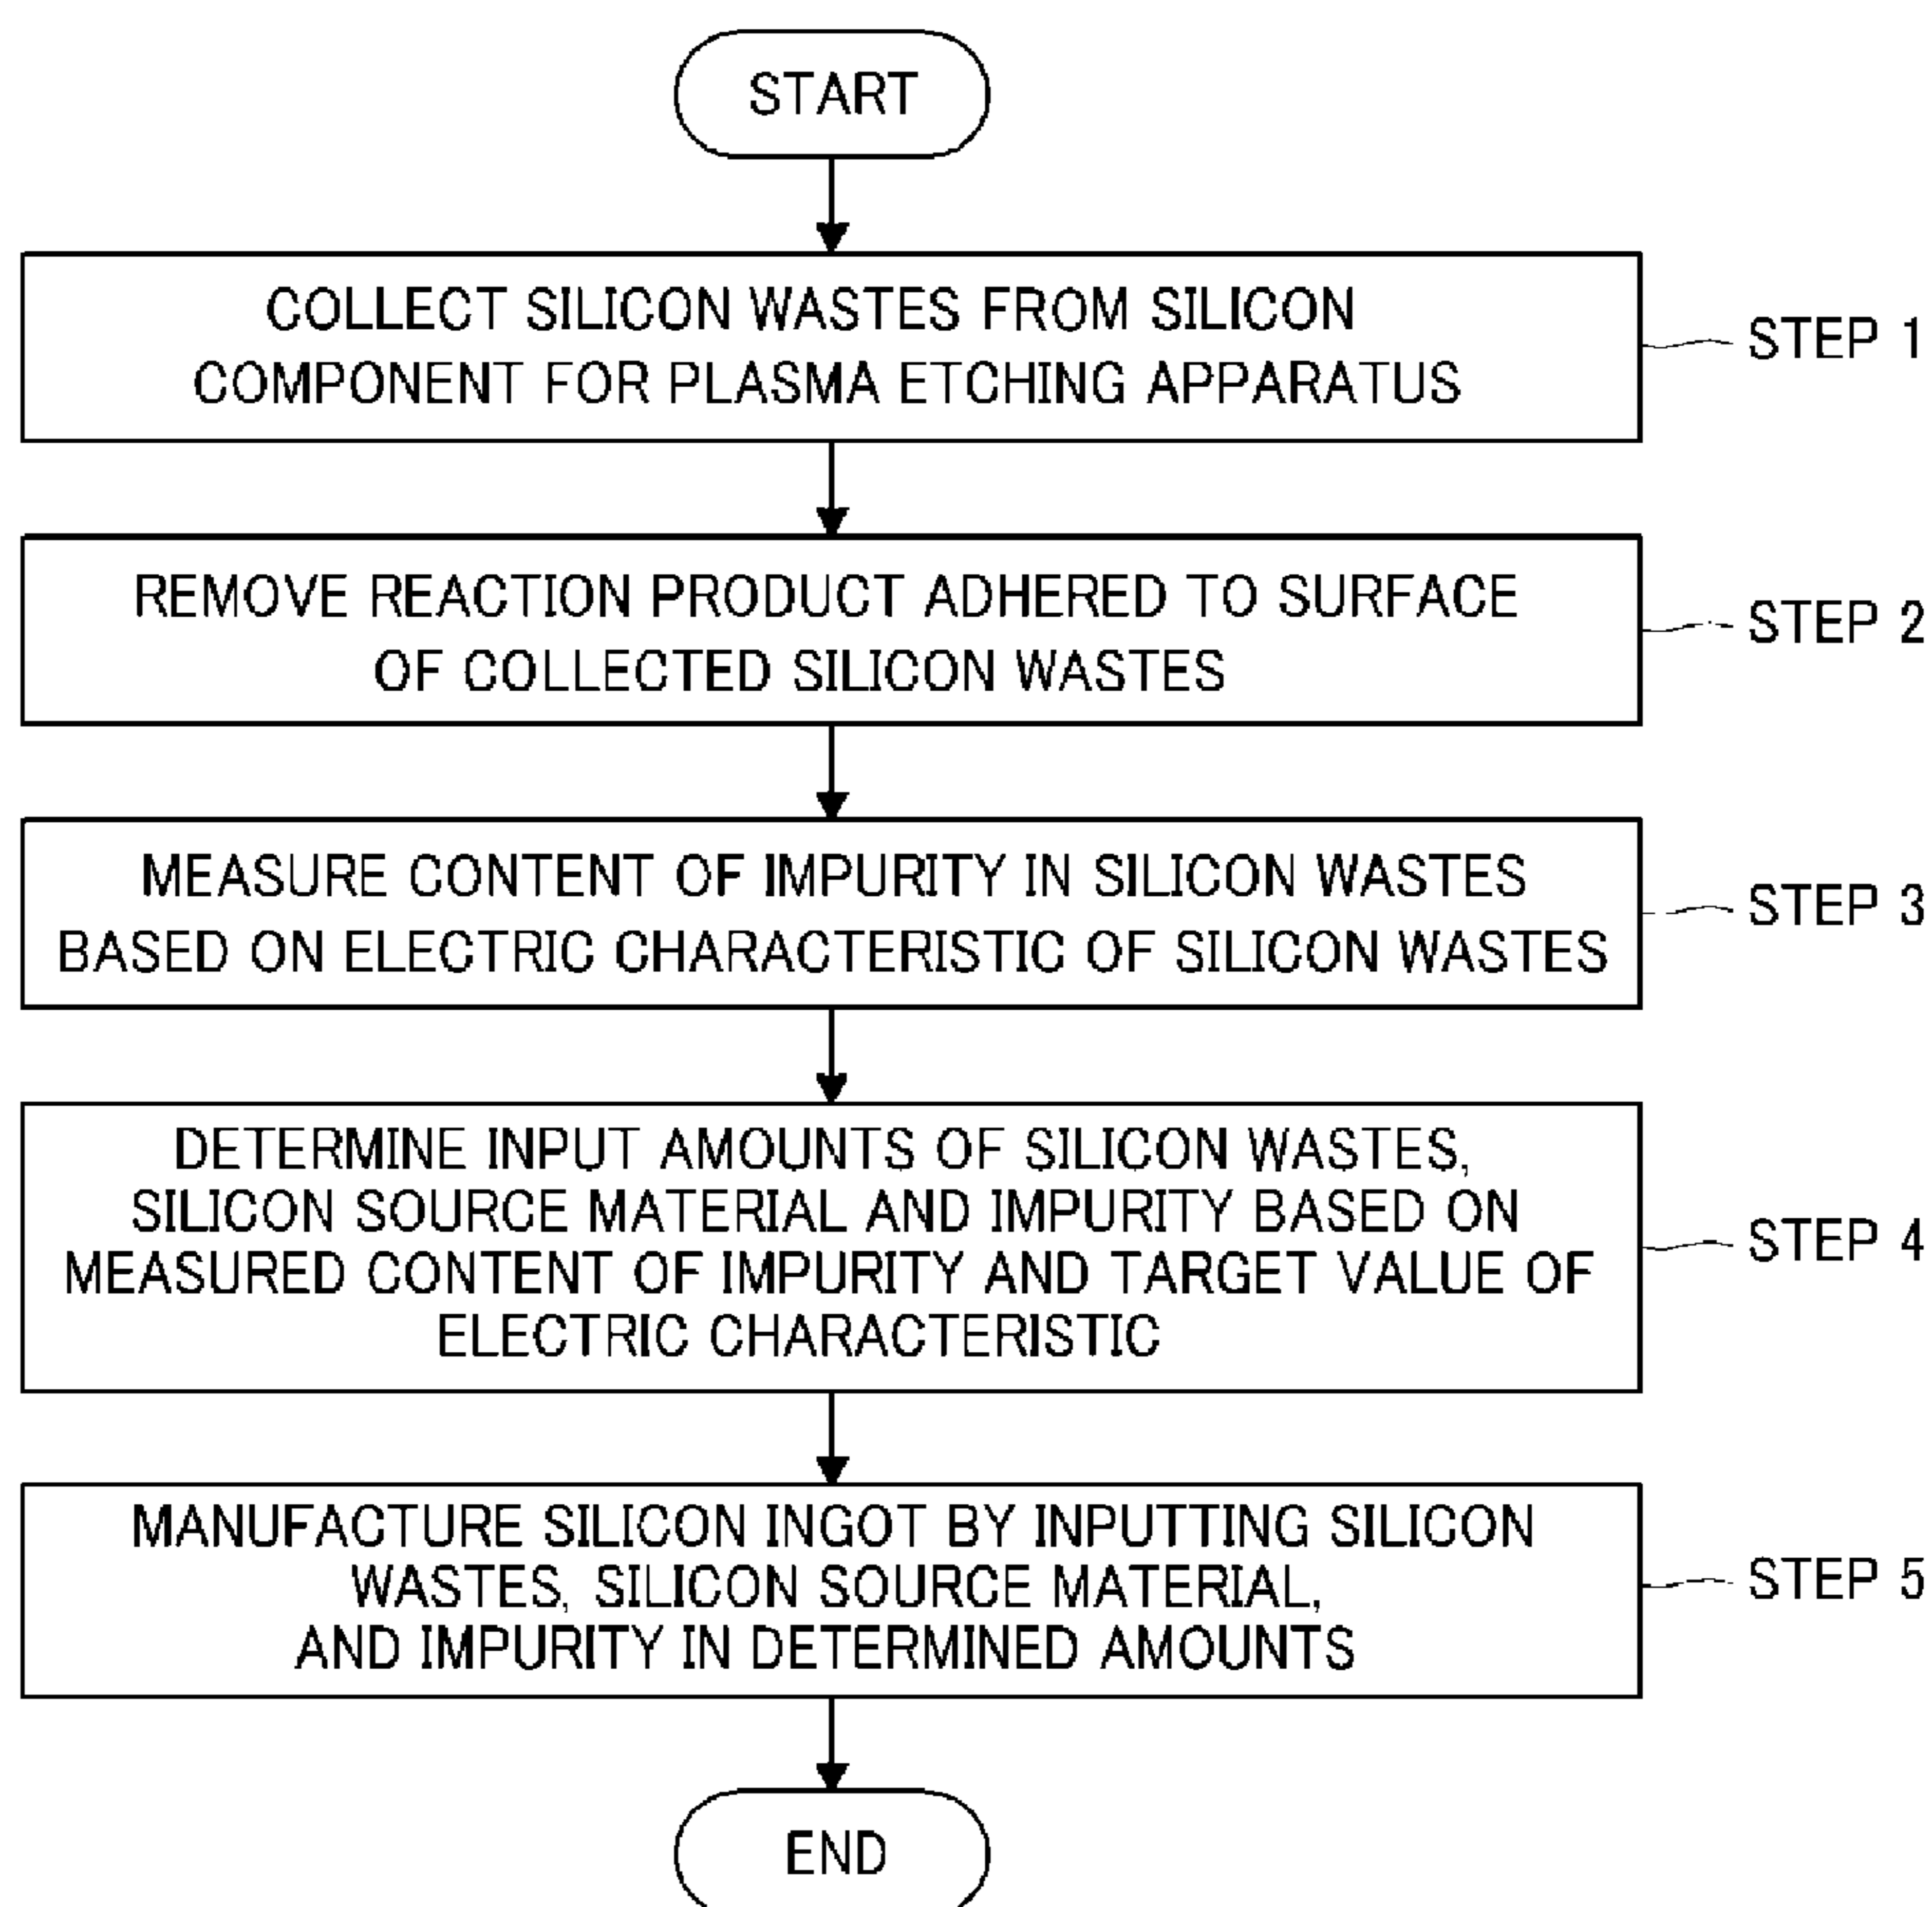 START
COLLECT SILICON WASTES FROM SILICON
COMPONENT FOR PLASMA ETCHING APPARATUS
STEP 1
REMOVE REACTION PRODUCT ADHERED TO SURFACE
OF COLLECTED SILICON WASTES
STEP 2
MEASURE CONTENT OF IMPURITY IN SILICON WASTES
BASED ON ELECTRIC CHARACTERISTIC OF SILICON WASTES
STEP 3
DETERMINE INPUT AMOUNTS OF SILICON WASTES,
SILICON SOURCE MATERIAL AND IMPURITY BASED ON
MEASURED CONTENT OF IMPURITY AND TARGET VALUE OF
ELECTRIC CHARACTERISTIC
STEP 4
MANUFACTURE SILICON INGOT BY INPUTTING SILICON
WASTES, SILICON SOURCE MATERIAL,
AND IMPURITY IN DETERMINED AMOUNTS
STEP 5
END